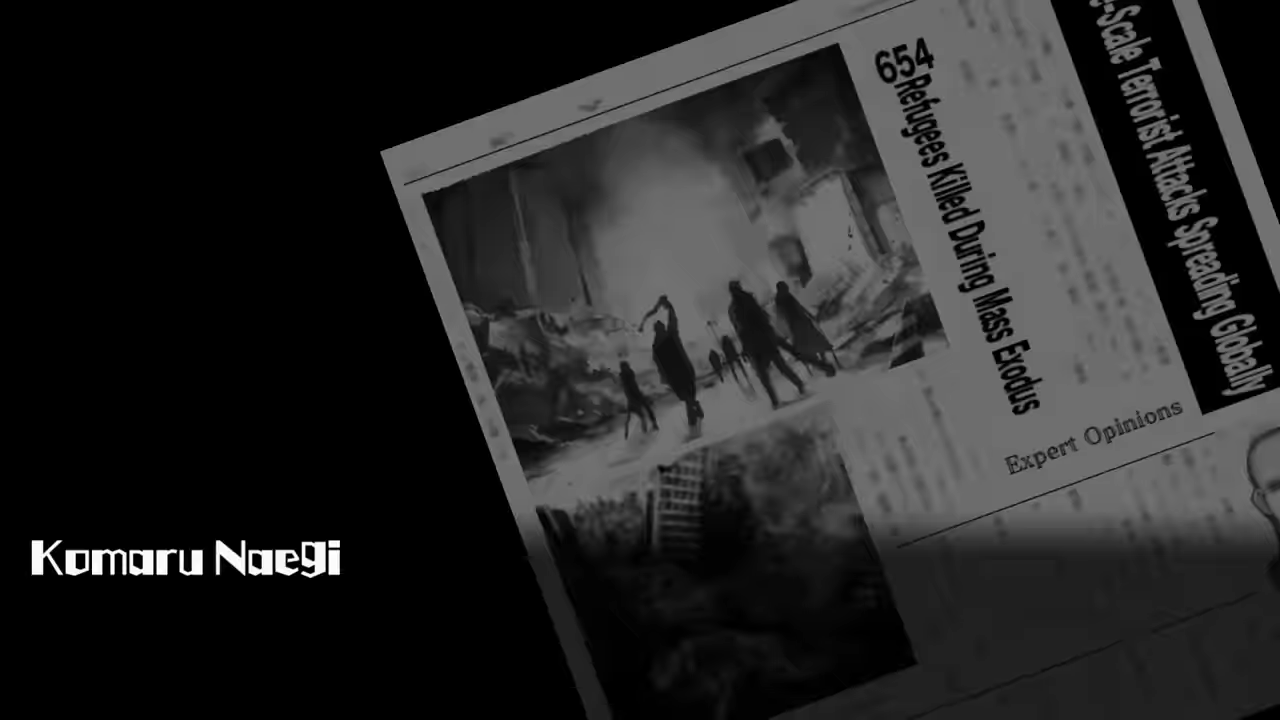 654
Refugees Killed During Mass Exodus
-Scale Terrorist Attacks Spreading Globally
Expert Opinions
Komaru Naegi